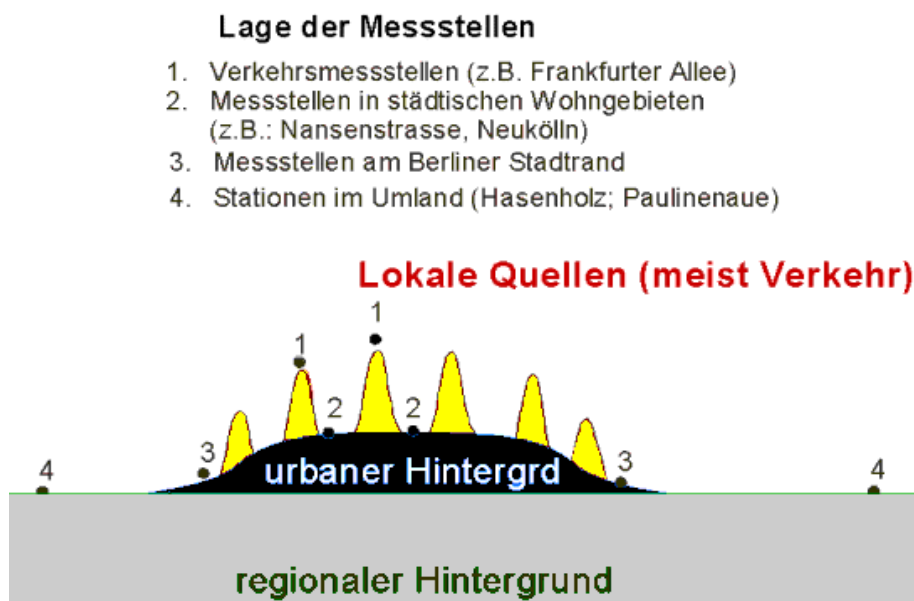 Lage der Messstellen
1. Verkehrsmessstellen (z.B. Frankfurter Allee)
2. Messstellen in städtischen Wohngebieten
(z.B.: Nansenstrasse, Neukölln)
3. Messstellen am Berliner Stadtrand
4. Stationen im Umland (Hasenholz; Paulinenaue)
Lokale Quellen (meist Verkehr)
1
1
2
2
3
3
4
4
urbaner Hintergrd
regionaler Hintergrund